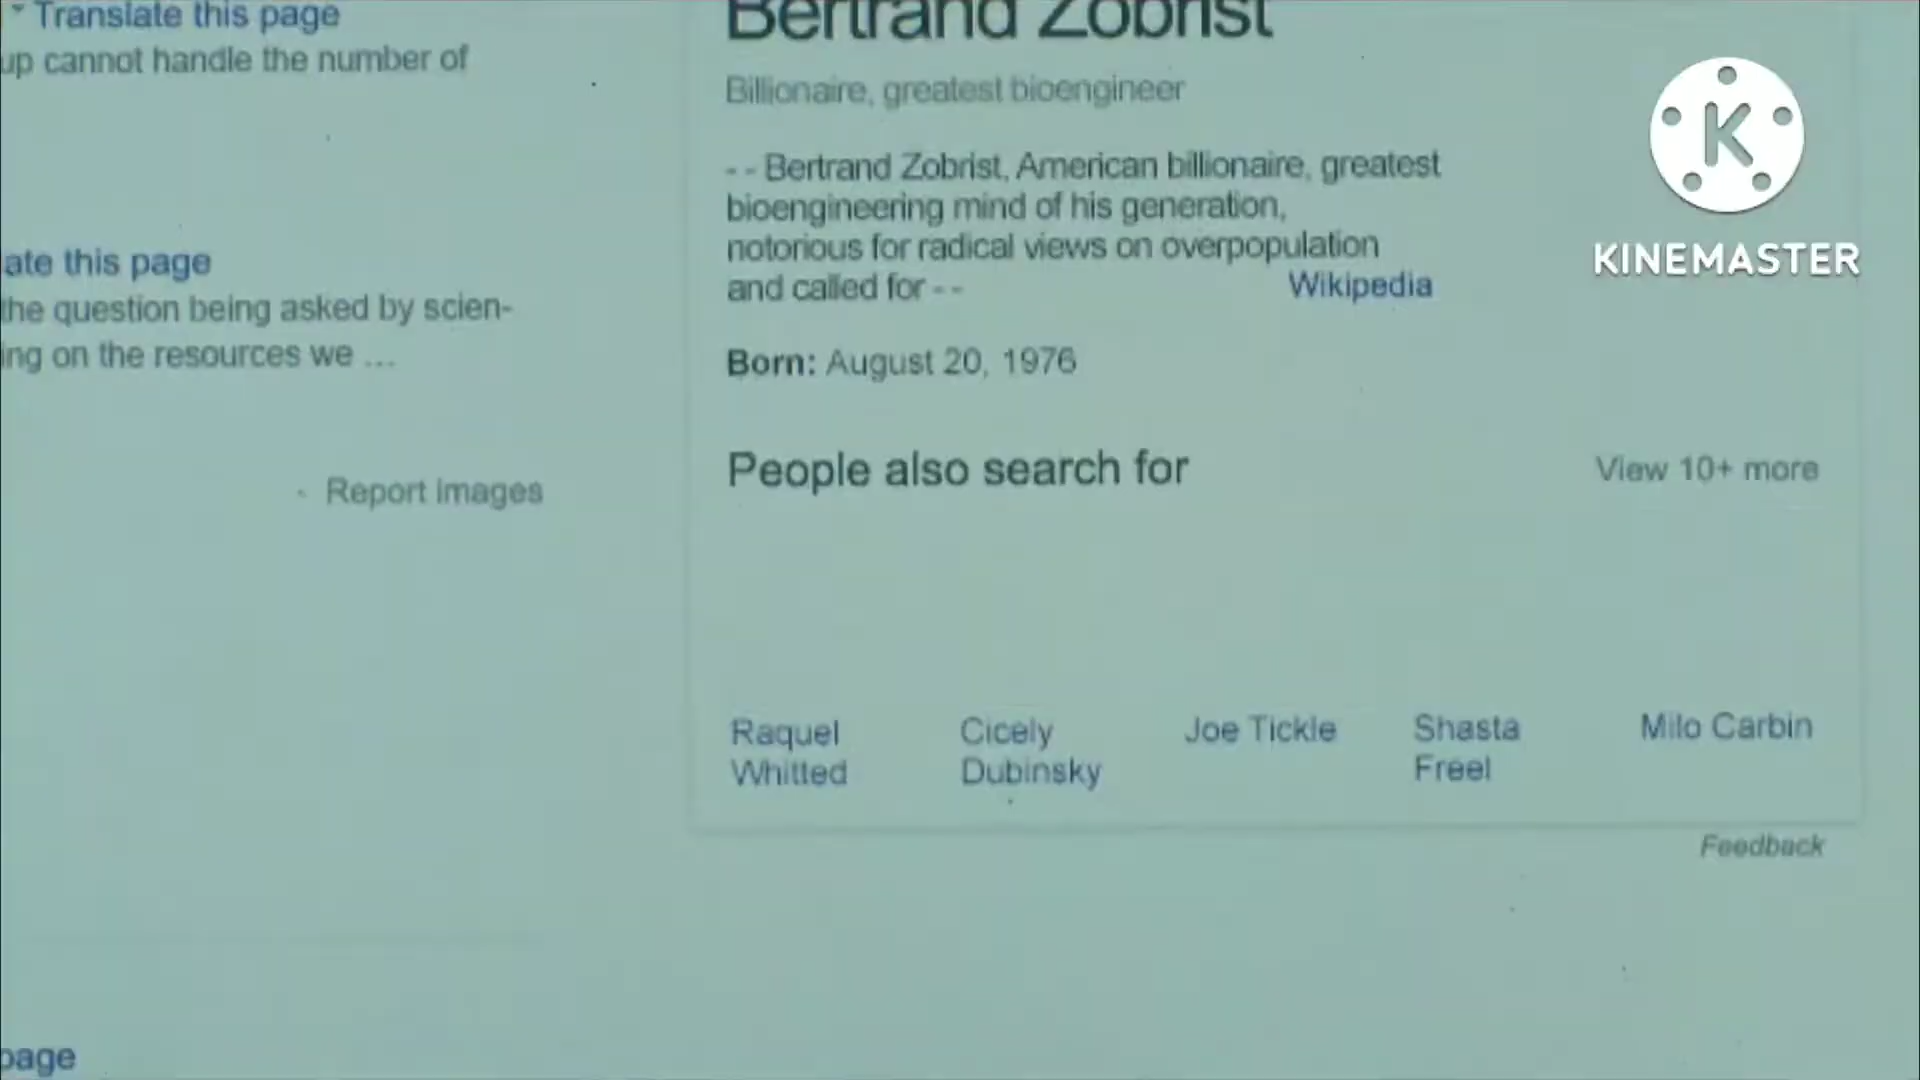 Translate this page
up cannot handle the number of
ate this page
the question being asked by scien-
ing on the resources we ...
Report images
page
Bertrand Zobrist
Billionaire, greatest bioengineer
- - Bertrand Zobrist, American billionaire, greatest
bioengineering mind of his generation,
notorious for radical views on overpopulation
and called for - - Wikipedia
Born: August 20, 1976
People also search for View 10+ more
Raquel
Whitted
Cicely
Dubinsky
Joe Tickle
Shasta
Freel
Milo Carbin
Feedback
K
KINEMASTER